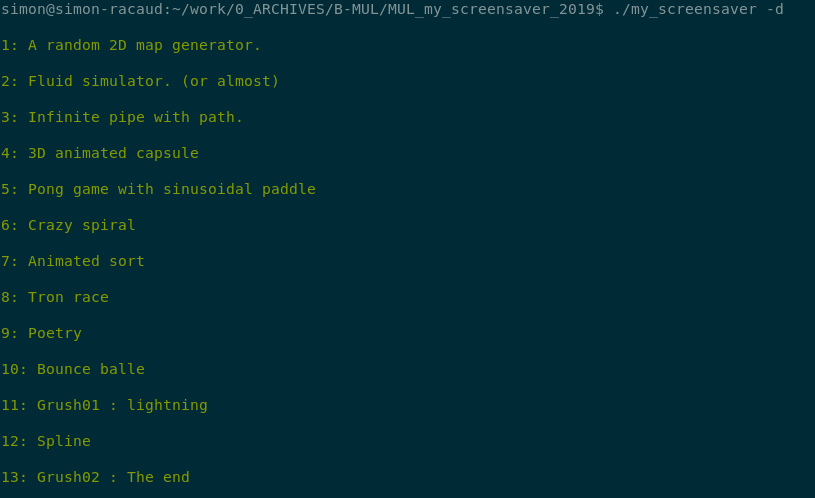 simon@simon-racaud:~/work/0_ARCHIVES/B-MUL/MUL_my_screensaver_2019$ ./my_screensaver -d
1: A random 2D map generator.
2: Fluid simulator. (or almost)
3: Infinite pipe with path.
4: 3D animated capsule
5: Pong game with sinusoidal paddle
6: Crazy spiral
7: Animated sort
8: Tron race
9: Poetry
10: Bounce balle
11: Grush01 : lightning
12: Spline
13: Grush02 : The end